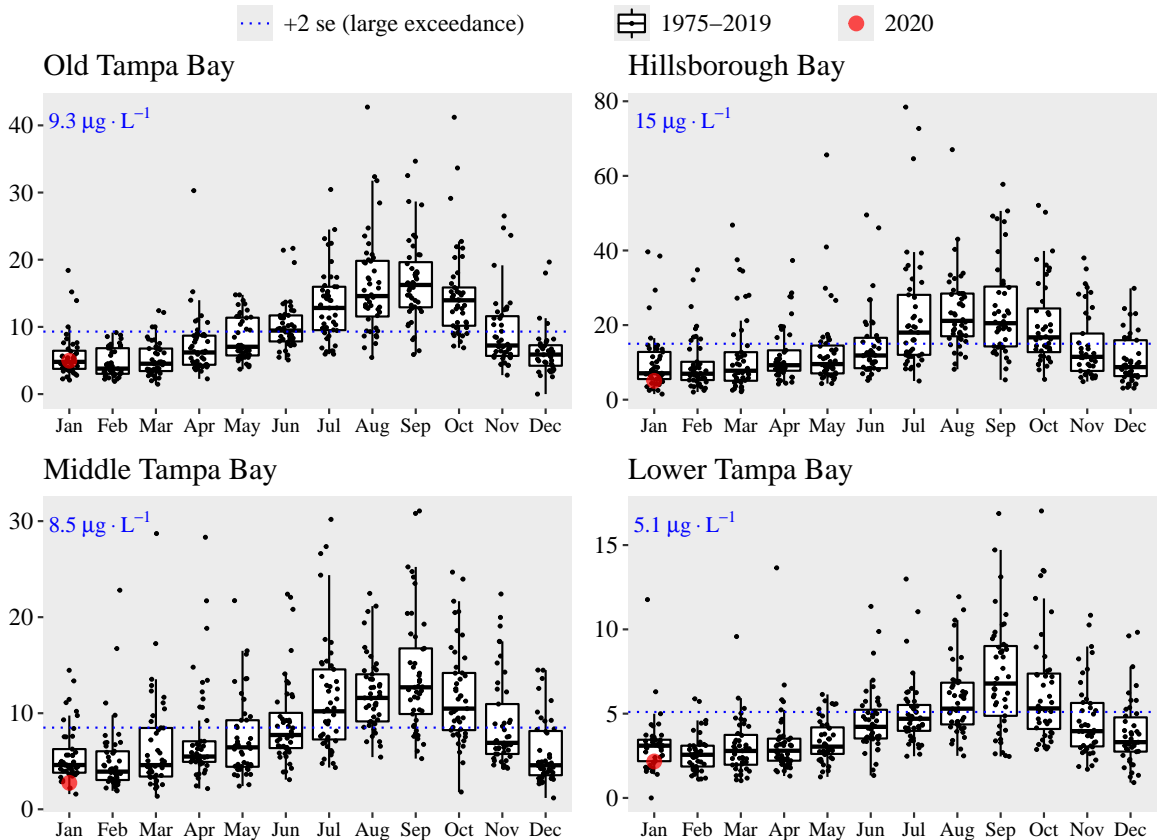 +2 se (large exceedance) 1975–2019 2020
Old Tampa Bay
9.3 μg · L⁻¹
40
30
20
10
0
Jan Feb Mar Apr May Jun Jul Aug Sep Oct Nov Dec
Hillsborough Bay
15 μg · L⁻¹
80
60
40
20
0
Jan Feb Mar Apr May Jun Jul Aug Sep Oct Nov Dec
Middle Tampa Bay
8.5 μg · L⁻¹
30
20
10
0
Jan Feb Mar Apr May Jun Jul Aug Sep Oct Nov Dec
Lower Tampa Bay
5.1 μg · L⁻¹
15
10
5
0
Jan Feb Mar Apr May Jun Jul Aug Sep Oct Nov Dec